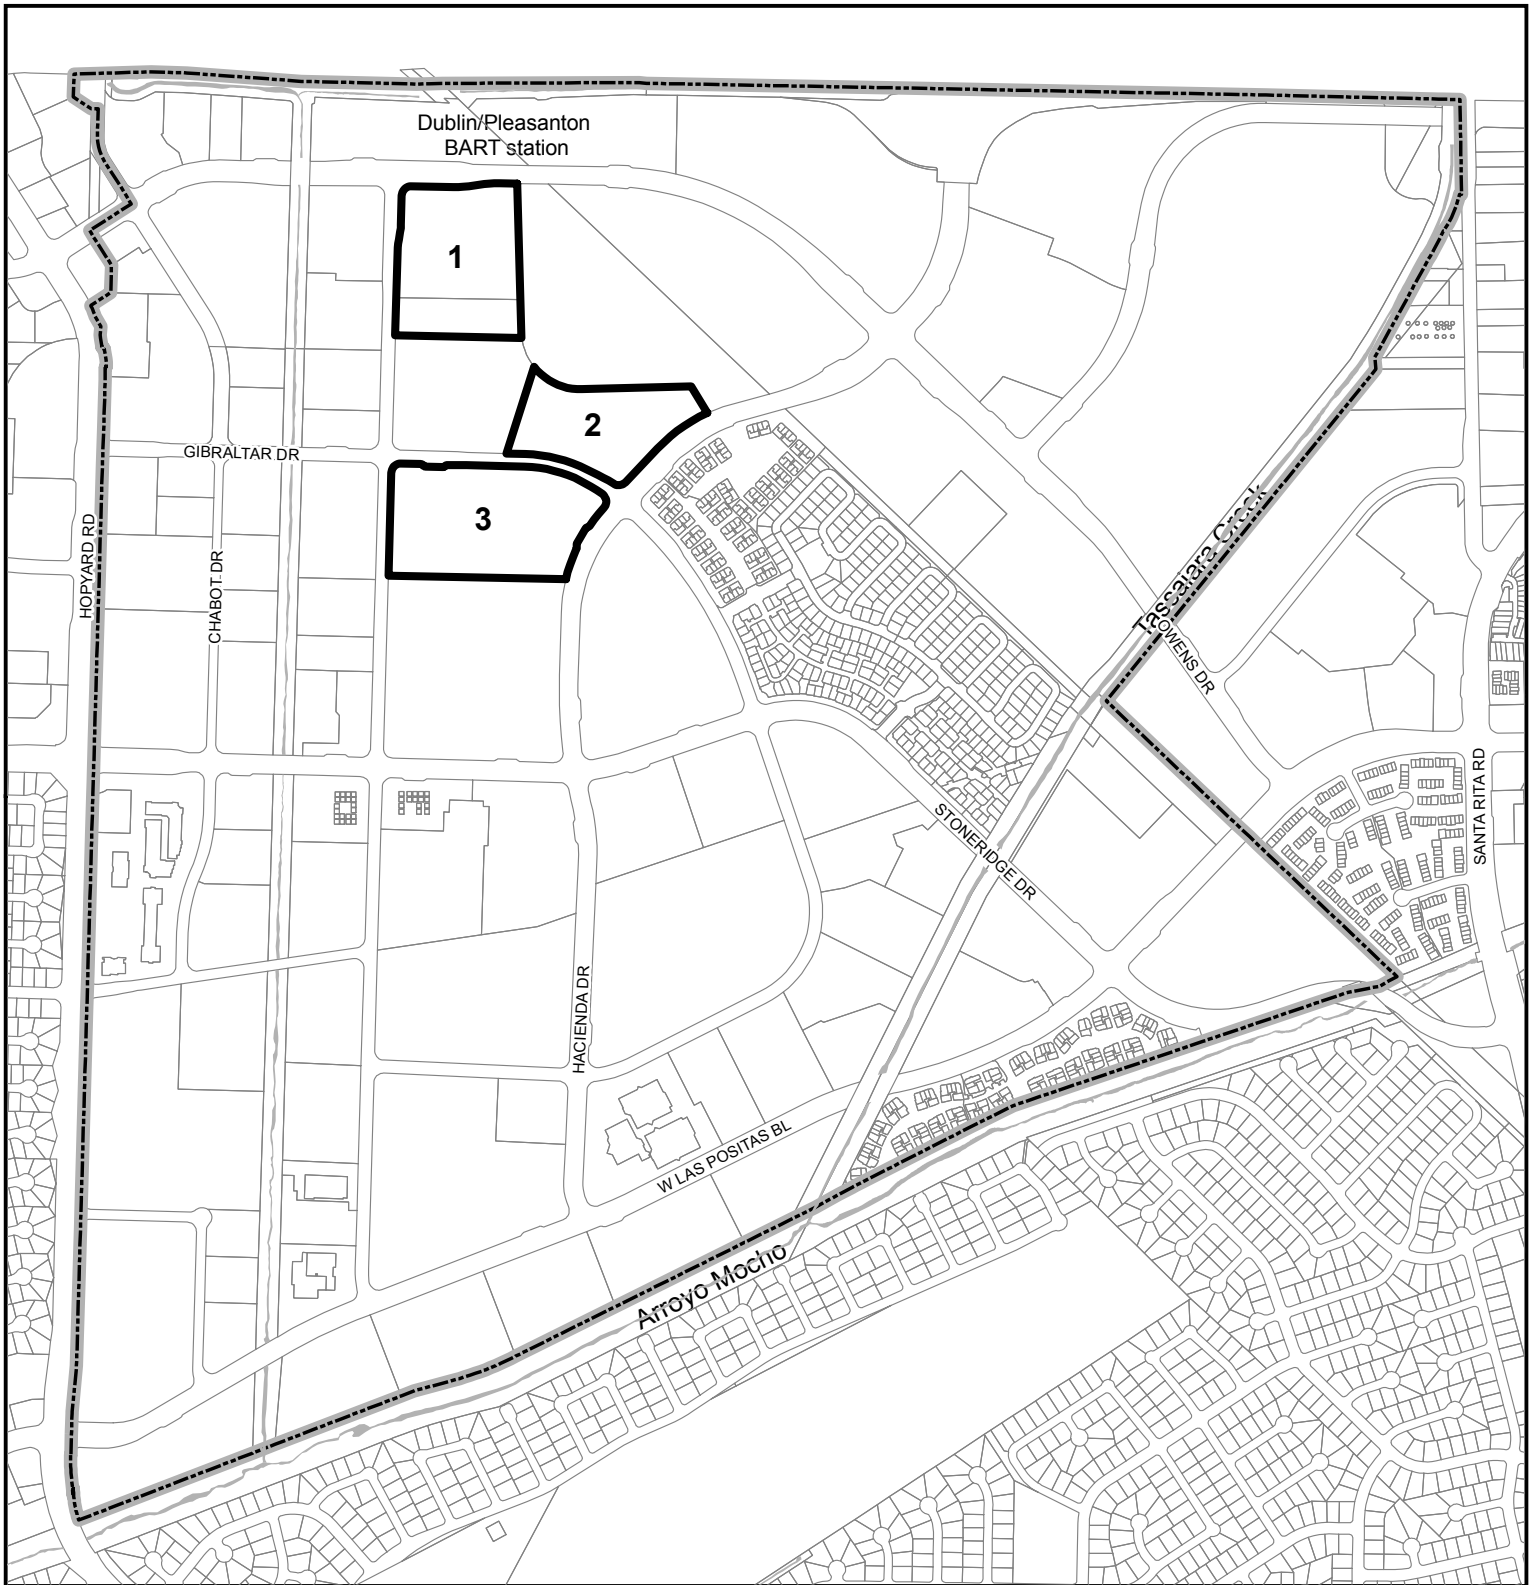 Dublin/Pleasanton
BART station
1
2
GIBRALTAR DR
3
HOPYARD RD
CHABOT DR
Tassajara Creek
OWENS DR
SANTA RITA RD
STONERIDGE DR
HACIENDA DR
W LAS POSITAS BL
Arroyo Mocho